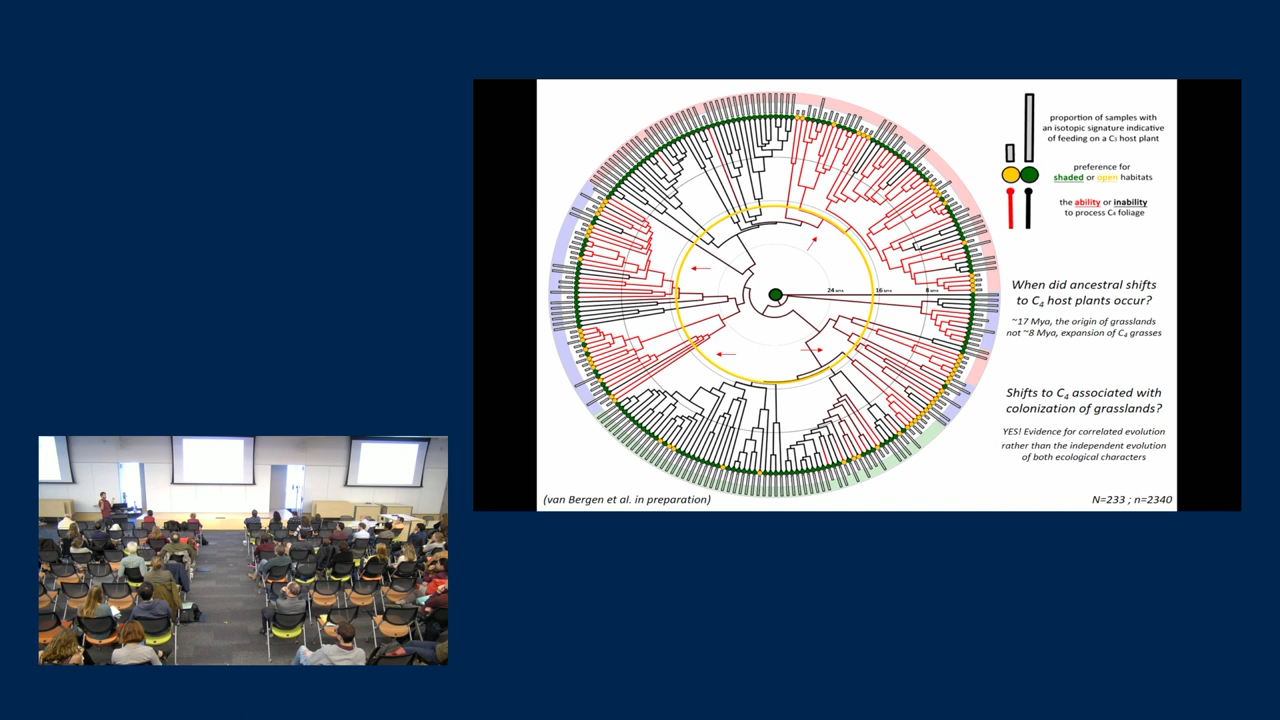 proportion of samples with
an isotopic signature indicative
of feeding on a C3 host plant
preference for
shaded or open habitats
the ability or inability
to process C4 foliage
24 MYA
16 MYA
8 MYA
When did ancestral shifts
to C4 host plants occur?
~17 Mya, the origin of grasslands
not ~8 Mya, expansion of C4 grasses
Shifts to C4 associated with
colonization of grasslands?
YES! Evidence for correlated evolution
rather than the independent evolution
of both ecological characters
(van Bergen et al. in preparation)
N=233 ; n=2340